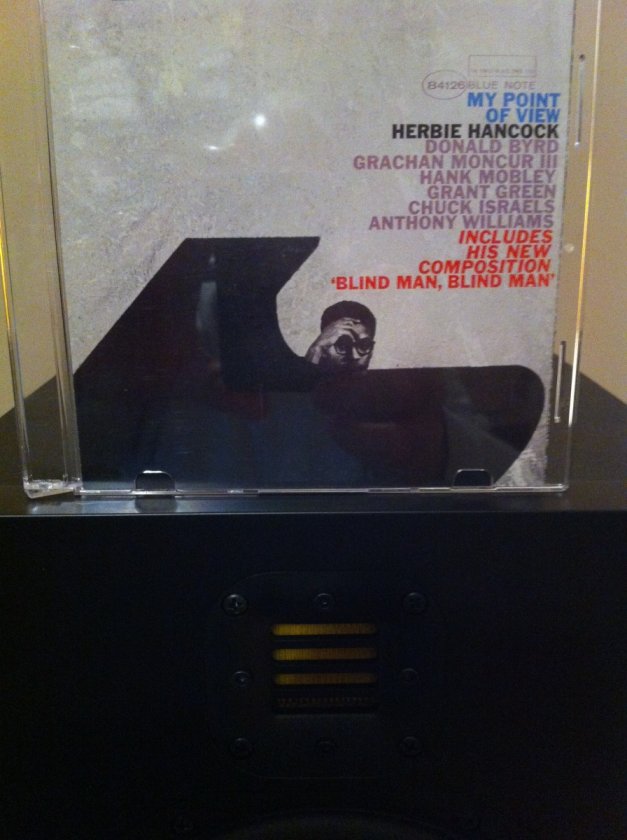 84126 BLUE NOTE
MY POINT
OF VIEW
HERBIE HANCOCK
DONALD BYRD
GRACHAN MONCUR III
HANK MOBLEY
GRANT GREEN
CHUCK ISRAELS
ANTHONY WILLIAMS
INCLUDES
HIS NEW
COMPOSITION
'BLIND MAN, BLIND MAN'